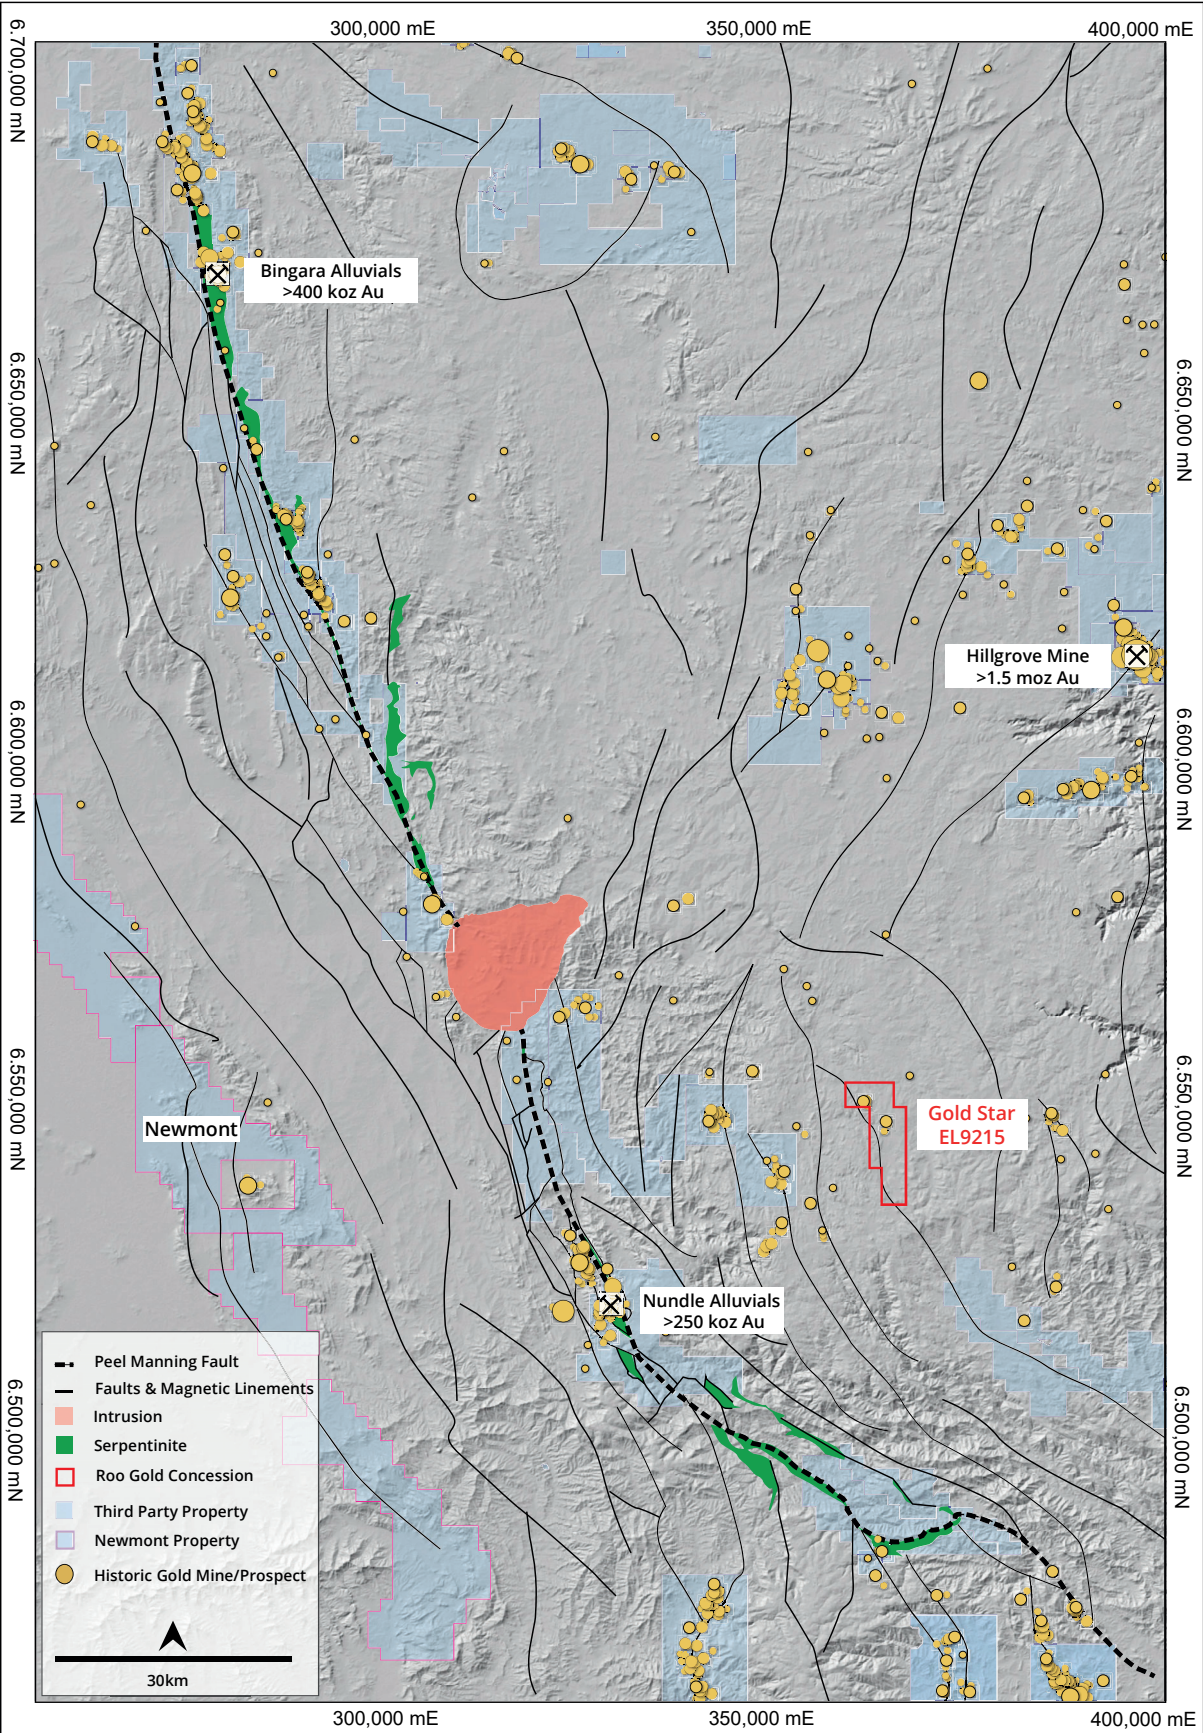 300,000 mE
350,000 mE
400,000 mE
6.700,000 mN
Bingara Alluvials
>400 koz Au
6.650,000 mN
6.650,000 mN
Hillgrove Mine
>1.5 moz Au
6.600,000 mN
6.600,000 mN
6.550,000 mN
6.550,000 mN
Gold Star
EL9215
Newmont
Nundle Alluvials
>250 koz Au
6.500,000 mN
6.500,000 mN
Peel Manning Fault
Faults & Magnetic Linements
Intrusion
Serpentinite
Roo Gold Concession
Third Party Property
Newmont Property
Historic Gold Mine/Prospect
30km
300,000 mE
350,000 mE
400,000 mE